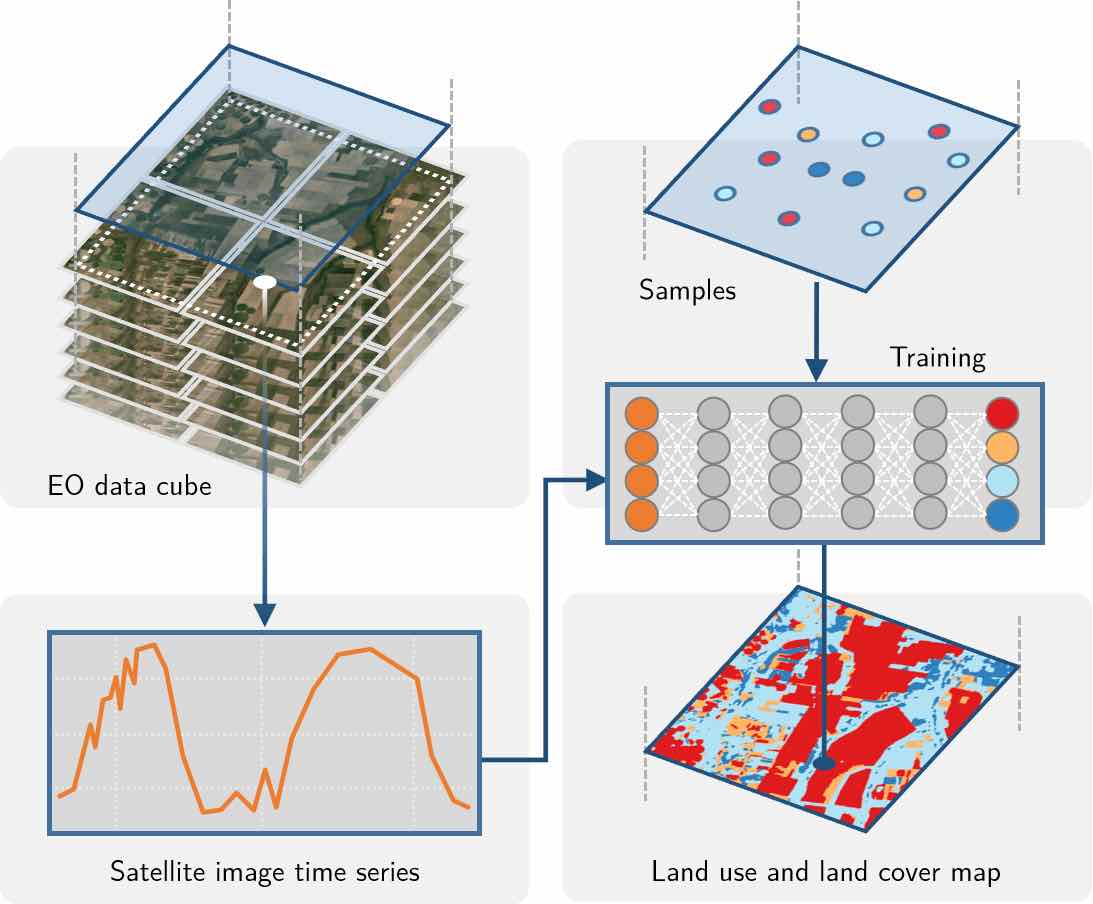 Samples
Training
EO data cube
Satellite image time series
Land use and land cover map